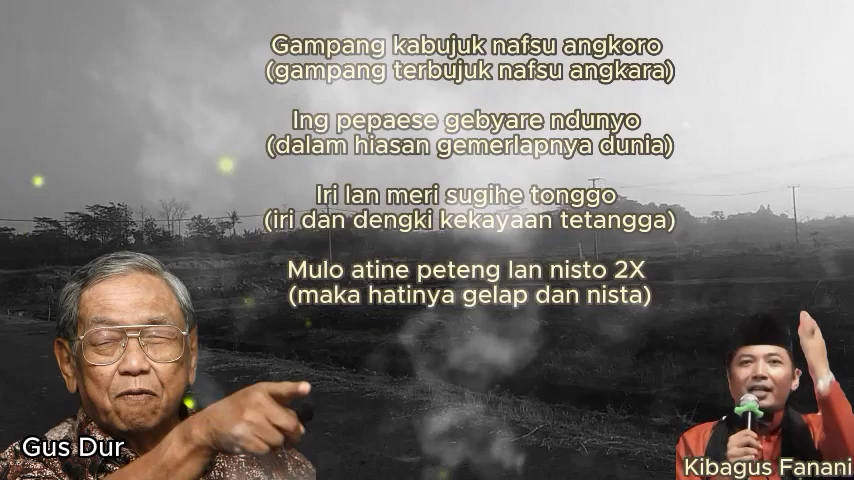 Gampang kabujuk nafsu angkoro
(gampang terbujuk nafsu angkara)
Ing pepaese gebyare ndunyo
(dalam hiasan gemerlapnya dunia)
Iri lan meri sugihe tonggo
(iri dan dengki kekayaan tetangga)
Mulo atine peteng lan nisto 2X
(maka hatinya gelap dan nista)
Gus Dur
Kibagus Fanani